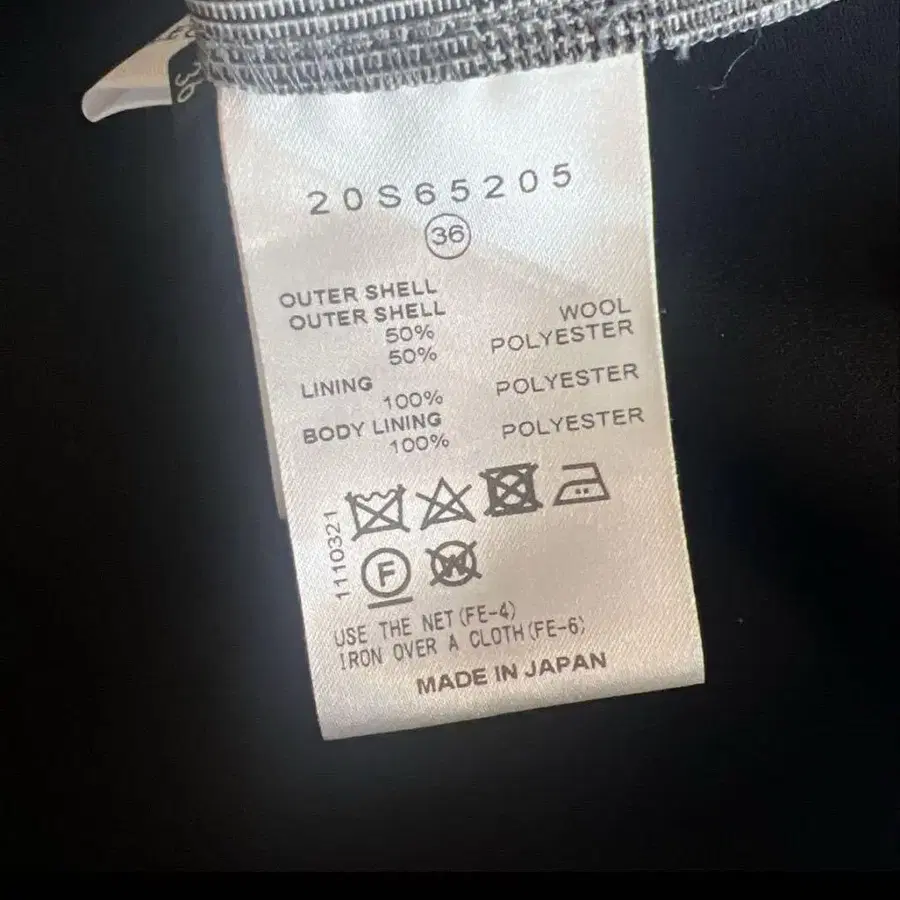 20S65205
36
OUTER SHELL
OUTER SHELL
50% WOOL
50% POLYESTER
LINING
100% POLYESTER
BODY LINING
100% POLYESTER
1110321
F
W
USE THE NET(FE-4)
IRON OVER A CLOTH(FE-6)
MADE IN JAPAN
36